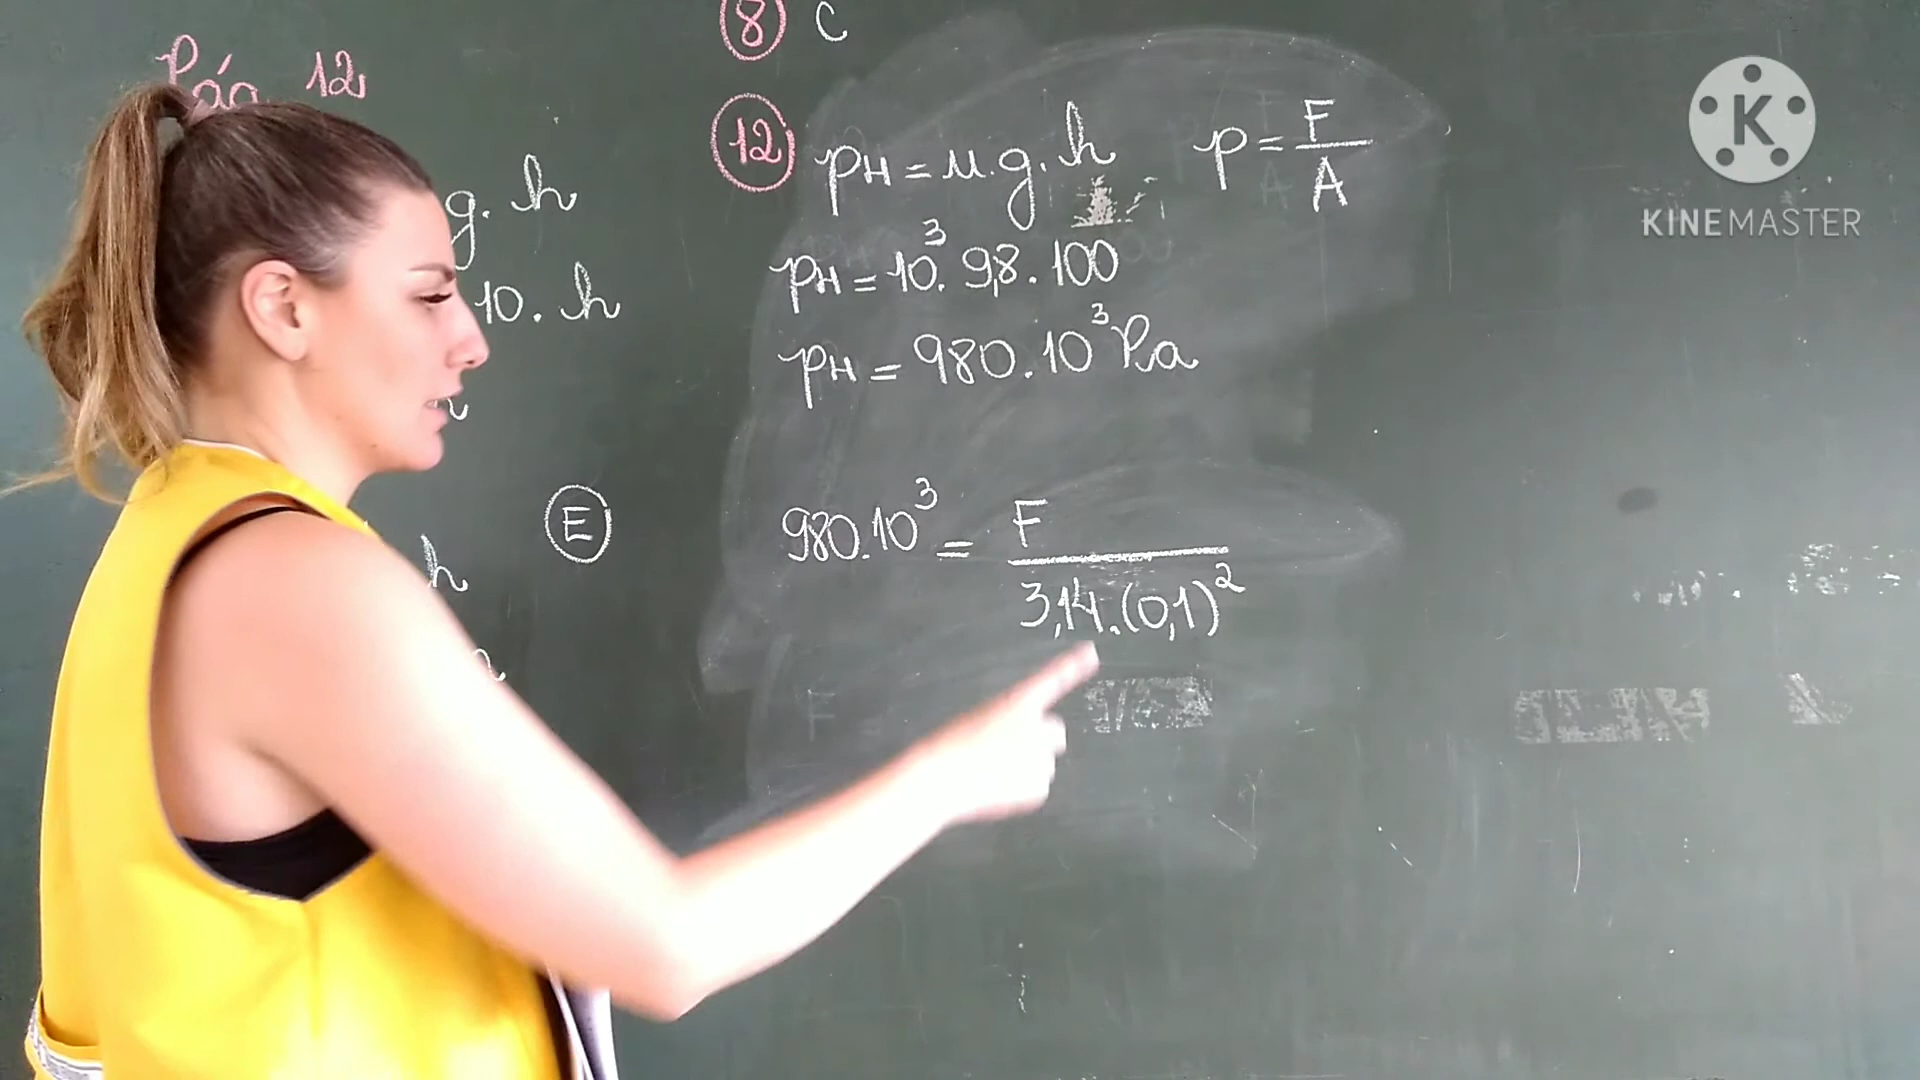 Pág 12
g. h
10. h
h
E
8 C
12 pH = μ.g.h p = F/A
pH = 10³. 9,8. 100
pH = 980. 10³ Pa
980.10³ = F
3,14.(0,1)²
F
KINEMASTER